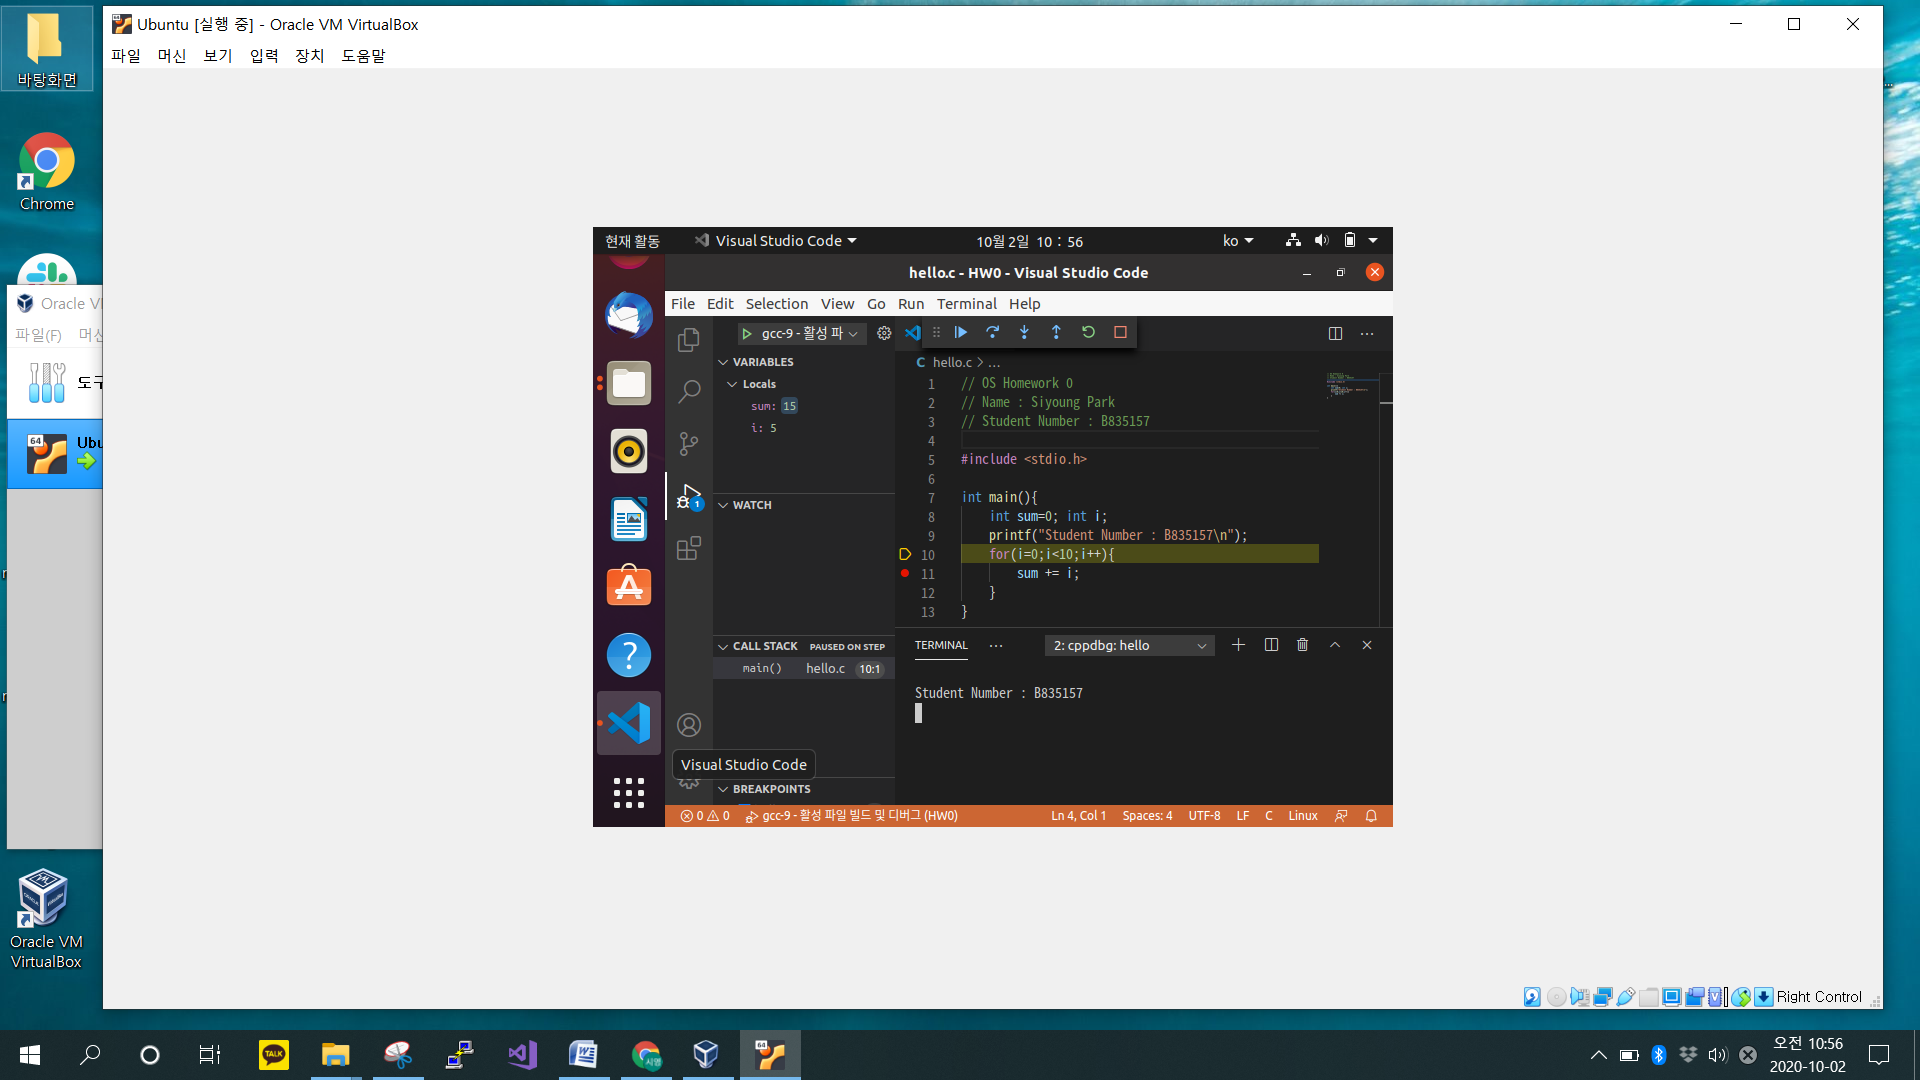 바탕화면
Chrome
Oracle VM
VirtualBox
Ubuntu [실행 중] - Oracle VM VirtualBox
파일 머신 보기 입력 장치 도움말
파일(F)
64
현재 활동
Visual Studio Code
10월 2일 10 : 56
ko
hello.c - HW0 - Visual Studio Code
File Edit Selection View Go Run Terminal Help
gcc-9 - 활성 파
VARIABLES
Locals
sum: 15
i: 5
WATCH
CALL STACK PAUSED ON STEP
main() hello.c 10:1
BREAKPOINTS
1
Visual Studio Code
C hello.c > ...
1 // OS Homework 0
2 // Name : Siyoung Park
3 // Student Number : B835157
4
5 #include <stdio.h>
6
7 int main(){
8 int sum=0; int i;
9 printf("Student Number : B835157\n");
10 for(i=0;i<10;i++){
11 sum += i;
12 }
13 }
TERMINAL ... 2: cppdbg: hello
Student Number : B835157
0 0 gcc-9 - 활성 파일 빌드 및 디버그 (HW0) Ln 4, Col 1 Spaces: 4 UTF-8 LF C Linux
Right Control
TALK
64
오전 10:56
2020-10-02